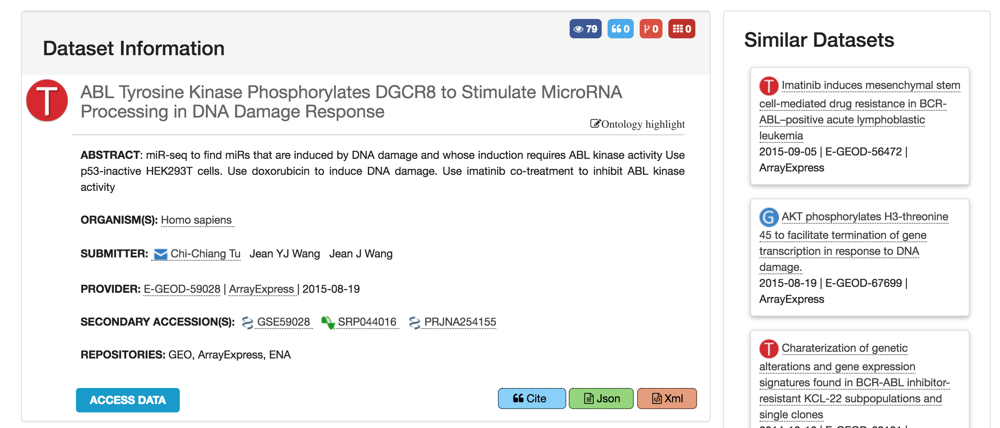 79 0 0 0
Dataset Information
T
ABL Tyrosine Kinase Phosphorylates DGCR8 to Stimulate MicroRNA
Processing in DNA Damage Response
Ontology highlight
ABSTRACT: miR-seq to find miRs that are induced by DNA damage and whose induction requires ABL kinase activity Use
p53-inactive HEK293T cells. Use doxorubicin to induce DNA damage. Use imatinib co-treatment to inhibit ABL kinase
activity
ORGANISM(S): Homo sapiens
SUBMITTER: Chi-Chiang Tu Jean YJ Wang Jean J Wang
PROVIDER: E-GEOD-59028 | ArrayExpress | 2015-08-19
SECONDARY ACCESSION(S): GSE59028 SRP044016 PRJNA254155
REPOSITORIES: GEO, ArrayExpress, ENA
ACCESS DATA
Cite Json Xml
Similar Datasets
T Imatinib induces mesenchymal stem
cell-mediated drug resistance in BCR-
ABL–positive acute lymphoblastic
leukemia
2015-09-05 | E-GEOD-56472 |
ArrayExpress
G AKT phosphorylates H3-threonine
45 to facilitate termination of gene
transcription in response to DNA
damage.
2015-08-19 | E-GEOD-67699 |
ArrayExpress
T Charaterization of genetic
alterations and gene expression
signatures found in BCR-ABL inhibitor-
resistant KCL-22 subpopulations and
single clones